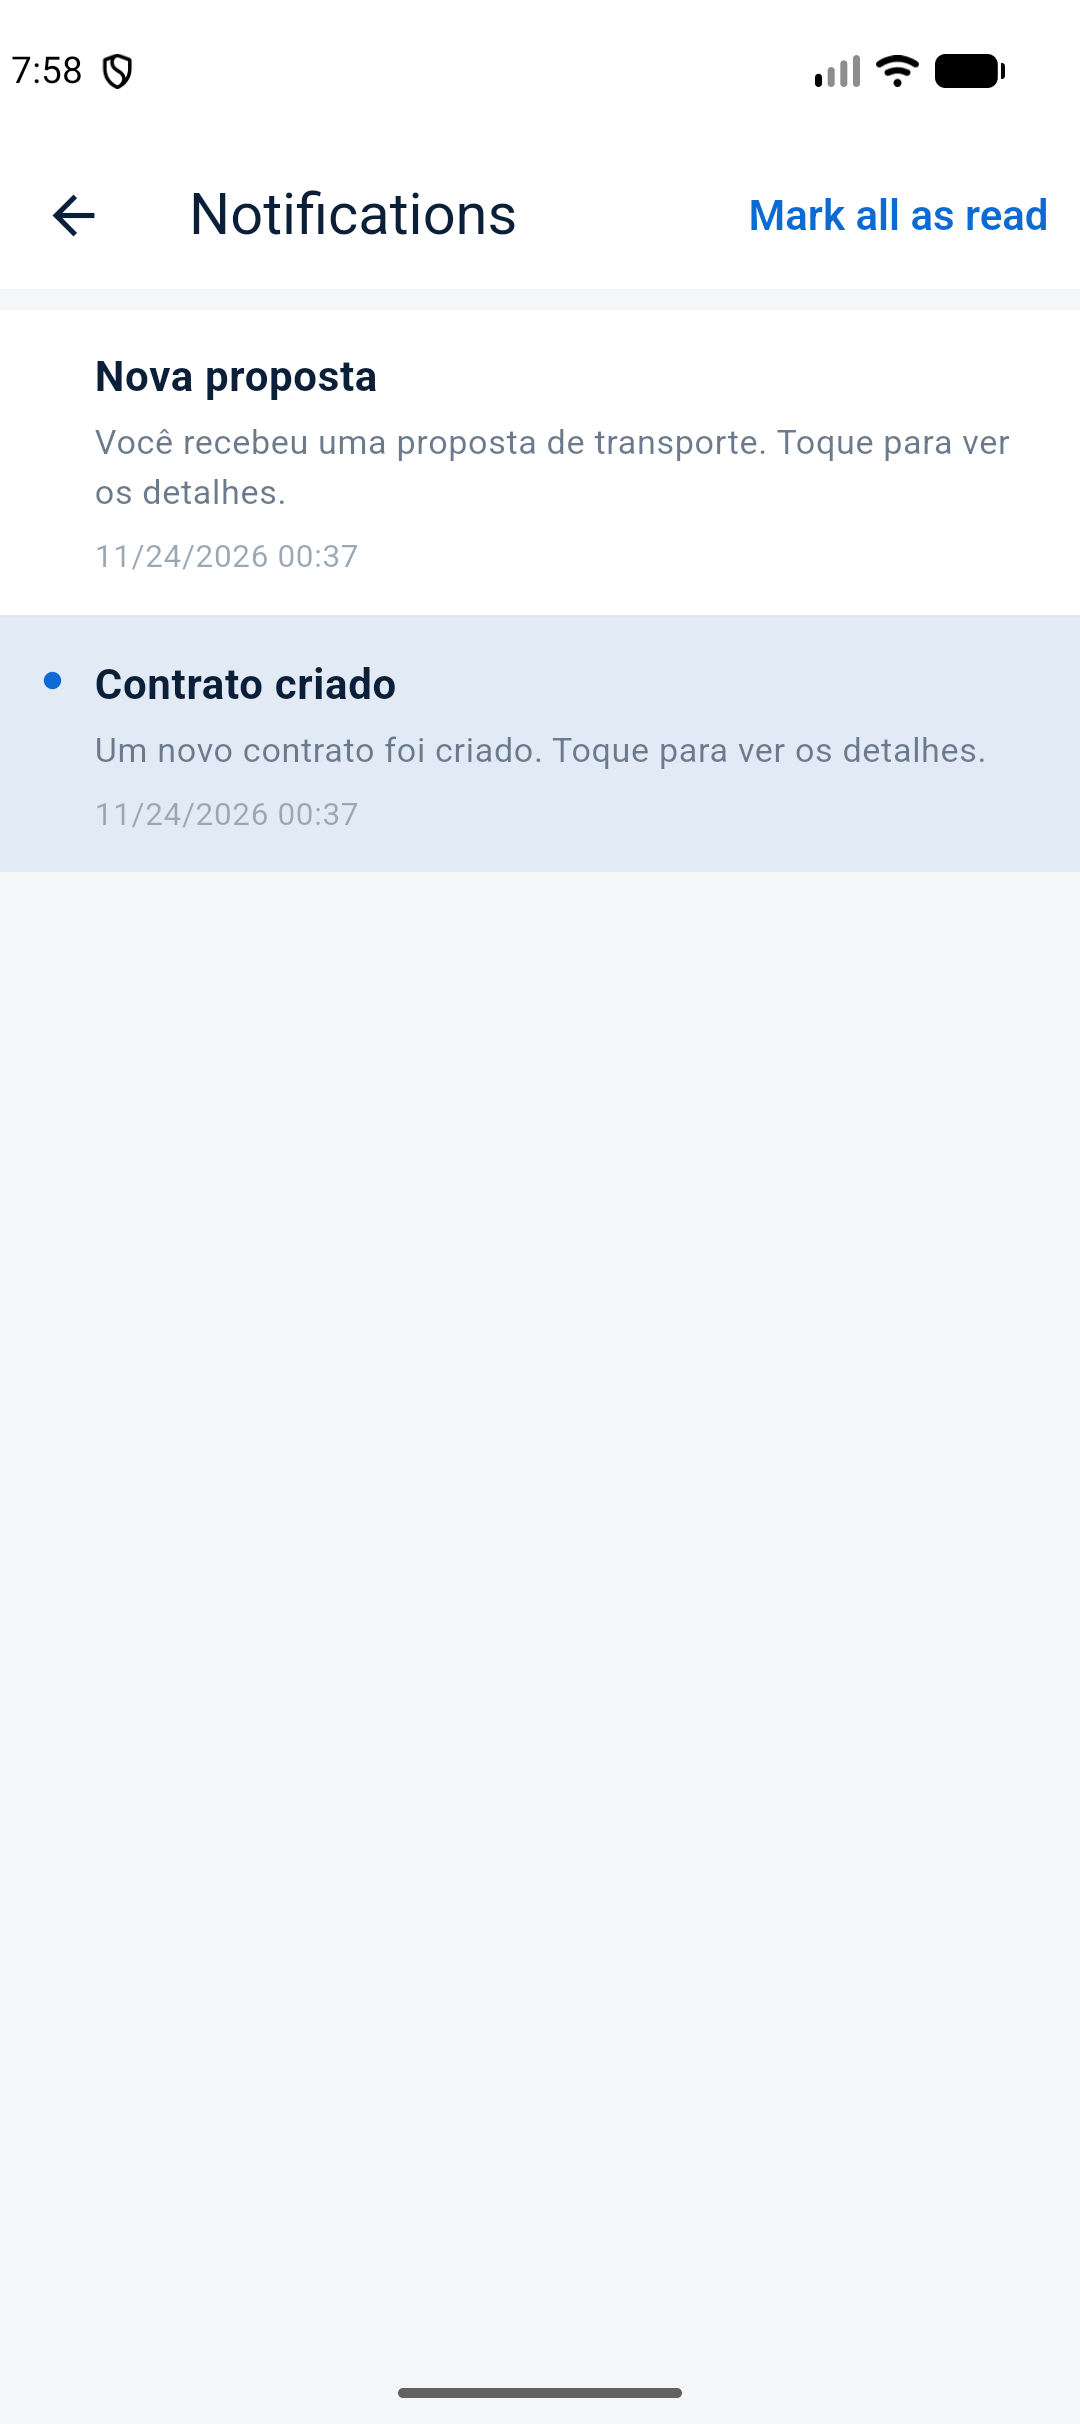 7:58
Notifications
Mark all as read
Nova proposta
Você recebeu uma proposta de transporte. Toque para ver
os detalhes.
11/24/2026 00:37
Contrato criado
Um novo contrato foi criado. Toque para ver os detalhes.
11/24/2026 00:37